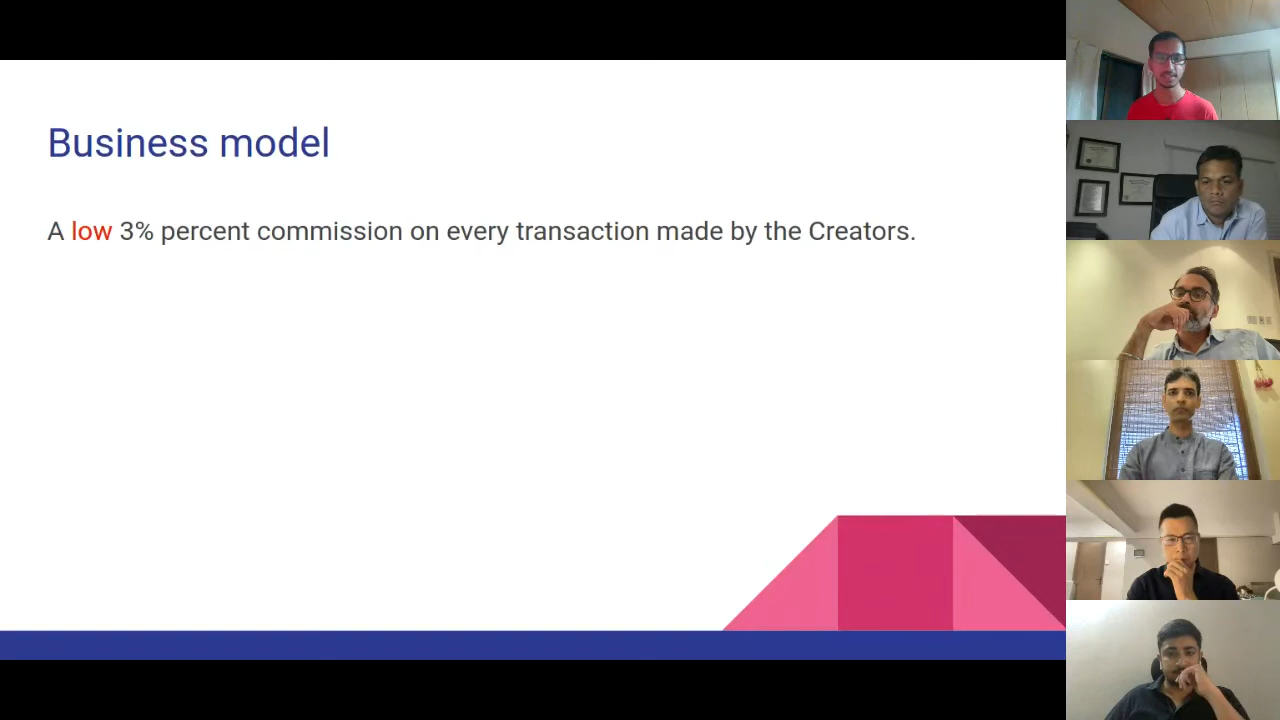 Business model
A low 3% percent commission on every transaction made by the Creators.